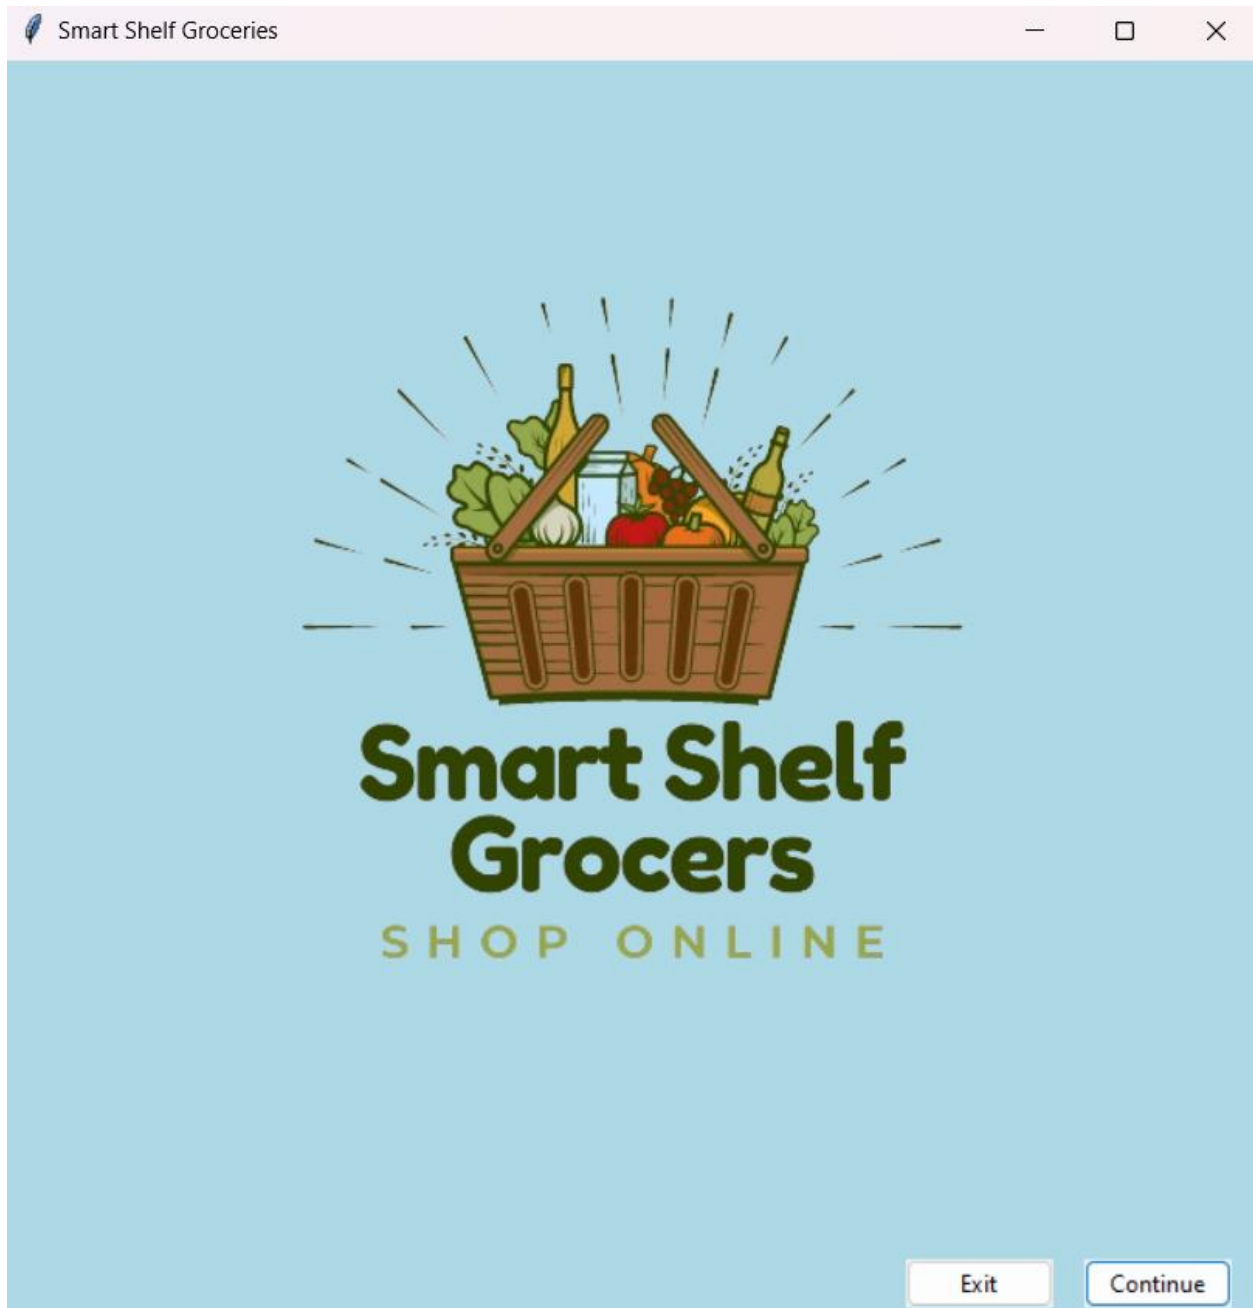 Smart Shelf Groceries
Smart Shelf
Grocers
SHOP ONLINE
Exit Continue